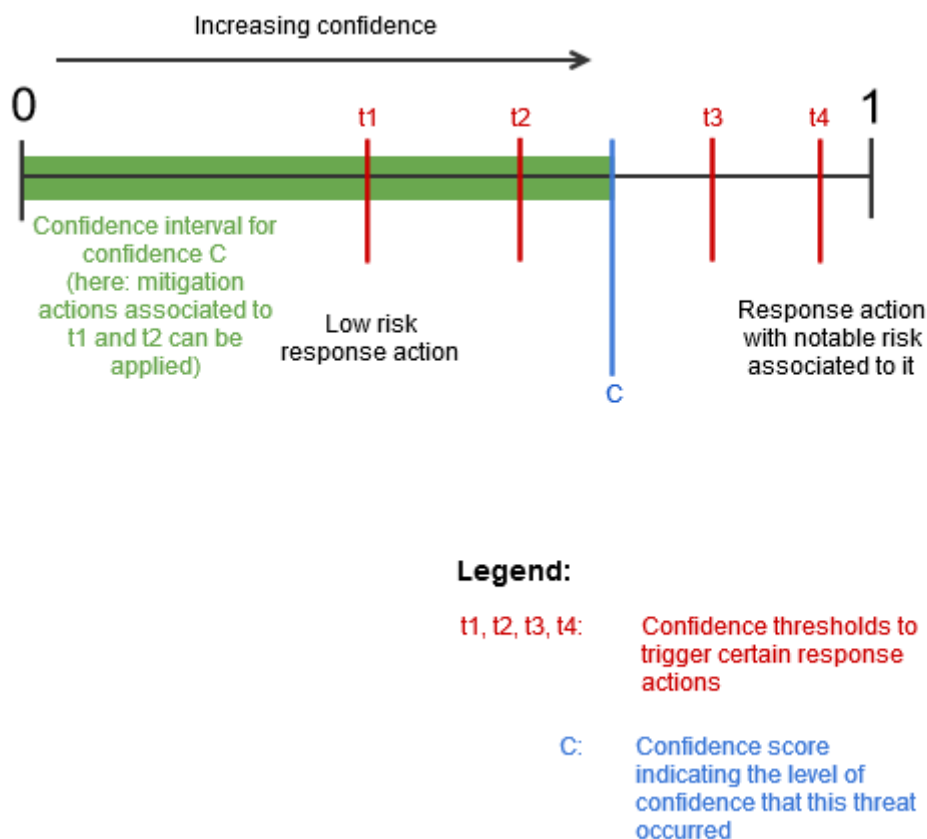 Increasing confidence
0
1
t1
t2
t3
t4
Confidence interval for
confidence C
(here: mitigation
actions associated to
t1 and t2 can be
applied)
Low risk
response action
Response action
with notable risk
associated to it
C
Legend:
t1, t2, t3, t4:
Confidence thresholds to
trigger certain response
actions
C:
Confidence score
indicating the level of
confidence that this threat
occurred